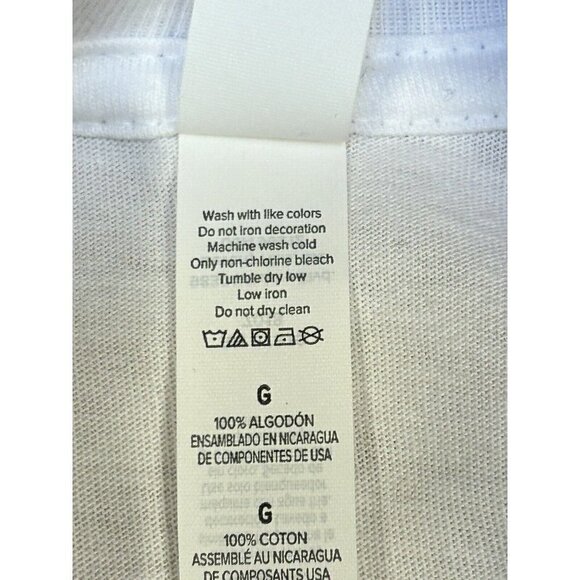 Wash with like colors
Do not iron decoration
Machine wash cold
Only non-chlorine bleach
Tumble dry low
Low iron
Do not dry clean
G
100% ALGODÓN
ENSAMBLADO EN NICARAGUA
DE COMPONENTES DE USA
G
100% COTON
ASSEMBLÉ AU NICARAGUA
DE COMPOSANTS USA